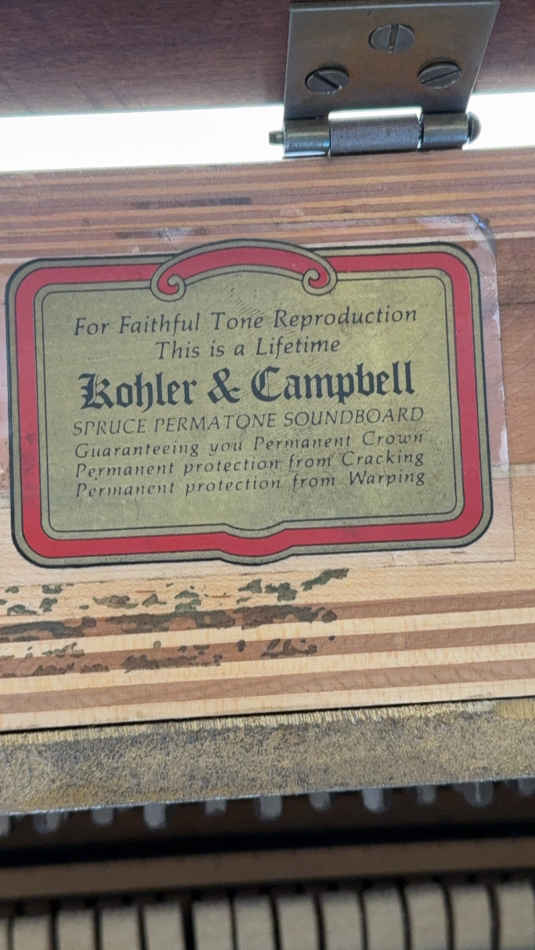 For Faithful Tone Reproduction
This is a Lifetime
Kohler & Campbell
SPRUCE PERMATONE SOUNDBOARD
Guaranteeing you Permanent Crown
Permanent protection from Cracking
Permanent protection from Warping